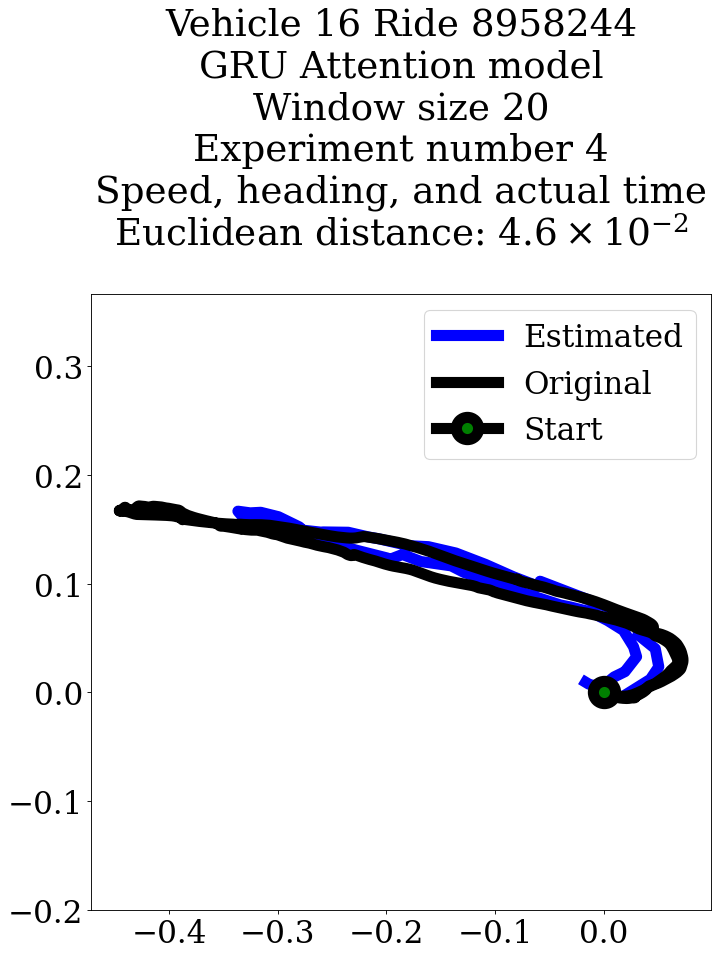 Vehicle 16 Ride 8958244
GRU Attention model
Window size 20
Experiment number 4
Speed, heading, and actual time
Euclidean distance: 4.6 × 10⁻²
Estimated
Original
Start
0.3
0.2
0.1
0.0
−0.1
−0.2
−0.4 −0.3 −0.2 −0.1 0.0